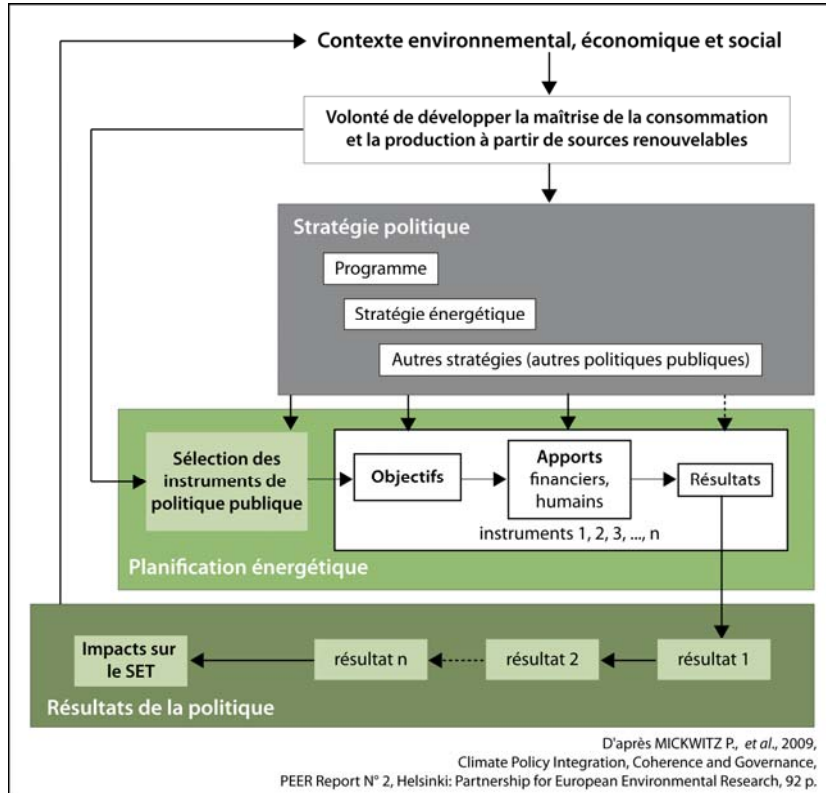 Contexte environnemental, économique et social
Volonté de développer la maîtrise de la consommation
et la production à partir de sources renouvelables
Stratégie politique
Programme
Stratégie énergétique
Autres stratégies (autres politiques publiques)
Sélection des
instruments de
politique publique
Objectifs
Apports
financiers,
humains
Résultats
instruments 1, 2, 3, ..., n
Planification énergétique
Impacts sur
le SET
résultat n
résultat 2
résultat 1
Résultats de la politique
D'après MICKWITZ P., et al., 2009,
Climate Policy Integration, Coherence and Governance,
PEER Report N° 2, Helsinki: Partnership for European Environmental Research, 92 p.